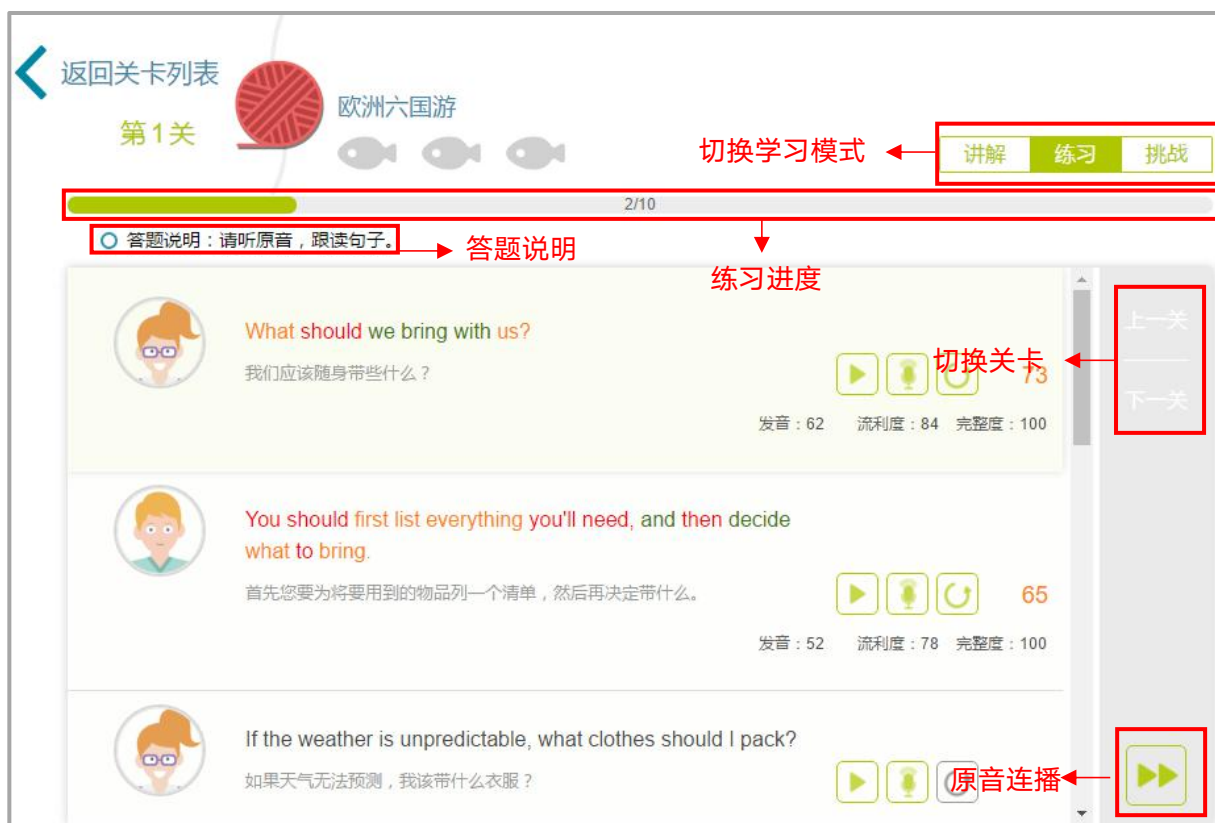 返回关卡列表
第1关
欧洲六国游
切换学习模式
讲解 练习 挑战
2/10
答题说明：请听原音，跟读句子。
答题说明
练习进度
What should we bring with us?
我们应该随身带些什么？
73
发音：62 流利度：84 完整度：100
切换关卡
上一关
下一关
You should first list everything you'll need, and then decide
what to bring.
首先您要为将要用到的物品列一个清单，然后再决定带什么。
65
发音：52 流利度：78 完整度：100
If the weather is unpredictable, what clothes should I pack?
如果天气无法预测，我该带什么衣服？
原音连播